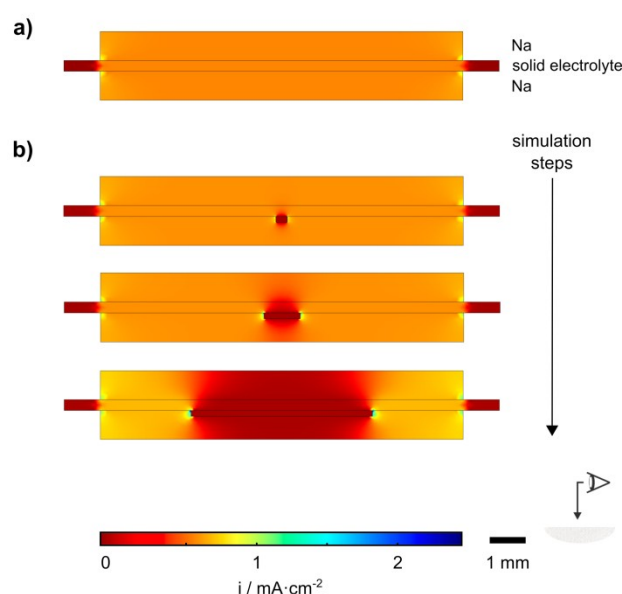 a)
Na
solid electrolyte
Na
b)
simulation
steps
0
1
2
1 mm
j / mA·cm⁻²